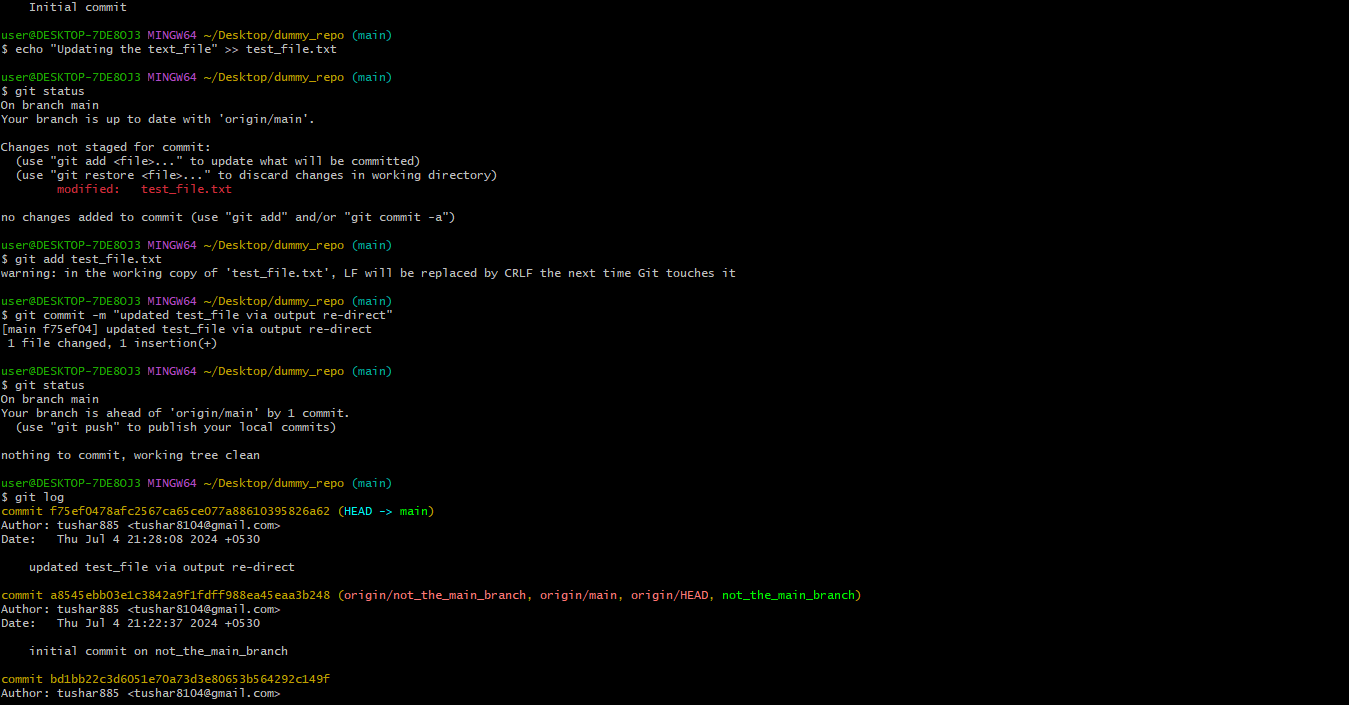 Initial commit

user@DESKTOP-7DE8OJ3 MINGW64 ~/Desktop/dummy_repo (main)
$ echo "Updating the text_file" >> test_file.txt

user@DESKTOP-7DE8OJ3 MINGW64 ~/Desktop/dummy_repo (main)
$ git status
On branch main
Your branch is up to date with 'origin/main'.

Changes not staged for commit:
  (use "git add <file>..." to update what will be committed)
  (use "git restore <file>..." to discard changes in working directory)
        modified:   test_file.txt

no changes added to commit (use "git add" and/or "git commit -a")

user@DESKTOP-7DE8OJ3 MINGW64 ~/Desktop/dummy_repo (main)
$ git add test_file.txt
warning: in the working copy of 'test_file.txt', LF will be replaced by CRLF the next time Git touches it

user@DESKTOP-7DE8OJ3 MINGW64 ~/Desktop/dummy_repo (main)
$ git commit -m "updated test_file via output re-direct"
[main f75ef04] updated test_file via output re-direct
 1 file changed, 1 insertion(+)

user@DESKTOP-7DE8OJ3 MINGW64 ~/Desktop/dummy_repo (main)
$ git status
On branch main
Your branch is ahead of 'origin/main' by 1 commit.
  (use "git push" to publish your local commits)

nothing to commit, working tree clean

user@DESKTOP-7DE8OJ3 MINGW64 ~/Desktop/dummy_repo (main)
$ git log
commit f75ef0478afc2567ca65ce077a88610395826a62 (HEAD -> main)
Author: tushar885 <tushar8104@gmail.com>
Date:   Thu Jul 4 21:28:08 2024 +0530

    updated test_file via output re-direct

commit a8545ebb03e1c3842a9f1fdff988ea45eaa3b248 (origin/not_the_main_branch, origin/main, origin/HEAD, not_the_main_branch)
Author: tushar885 <tushar8104@gmail.com>
Date:   Thu Jul 4 21:22:37 2024 +0530

    initial commit on not_the_main_branch

commit bd1bb22c3d6051e70a73d3e80653b564292c149f
Author: tushar885 <tushar8104@gmail.com>